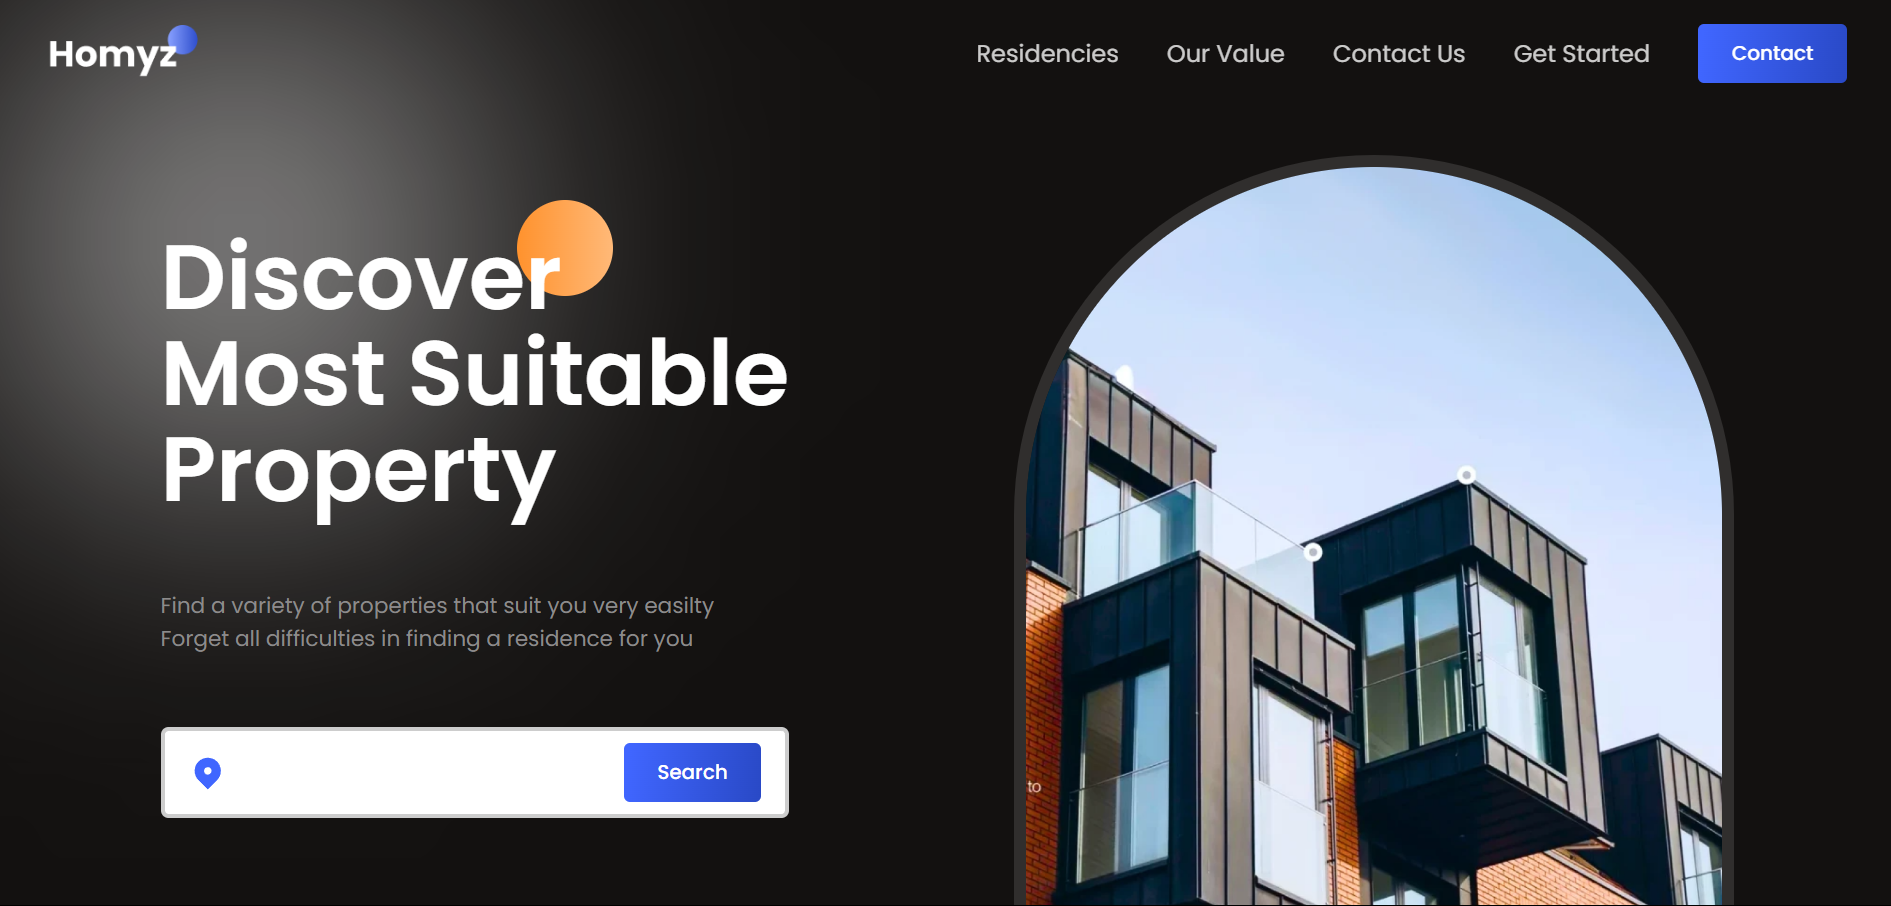 Homyz
Residencies
Our Value
Contact Us
Get Started
Contact
Discover
Most Suitable
Property
Find a variety of properties that suit you very easilty
Forget all difficulties in finding a residence for you
Search
to